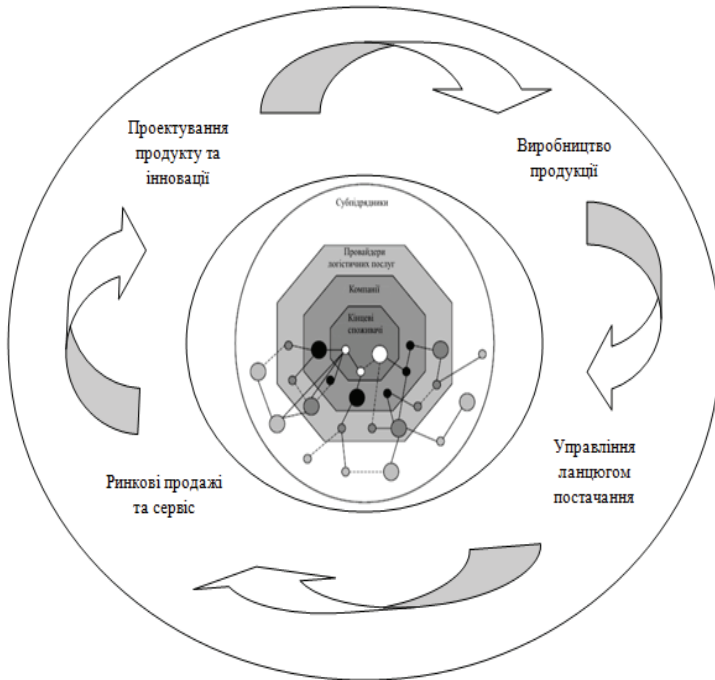 Проектування
продукту та
інновації
Виробництво
продукції
Субпідрядники
Провайдери
логістичних послуг
Компанії
Кінцеві
споживачі
Управління
ланцюгом
постачання
Ринкові продажі
та сервіс